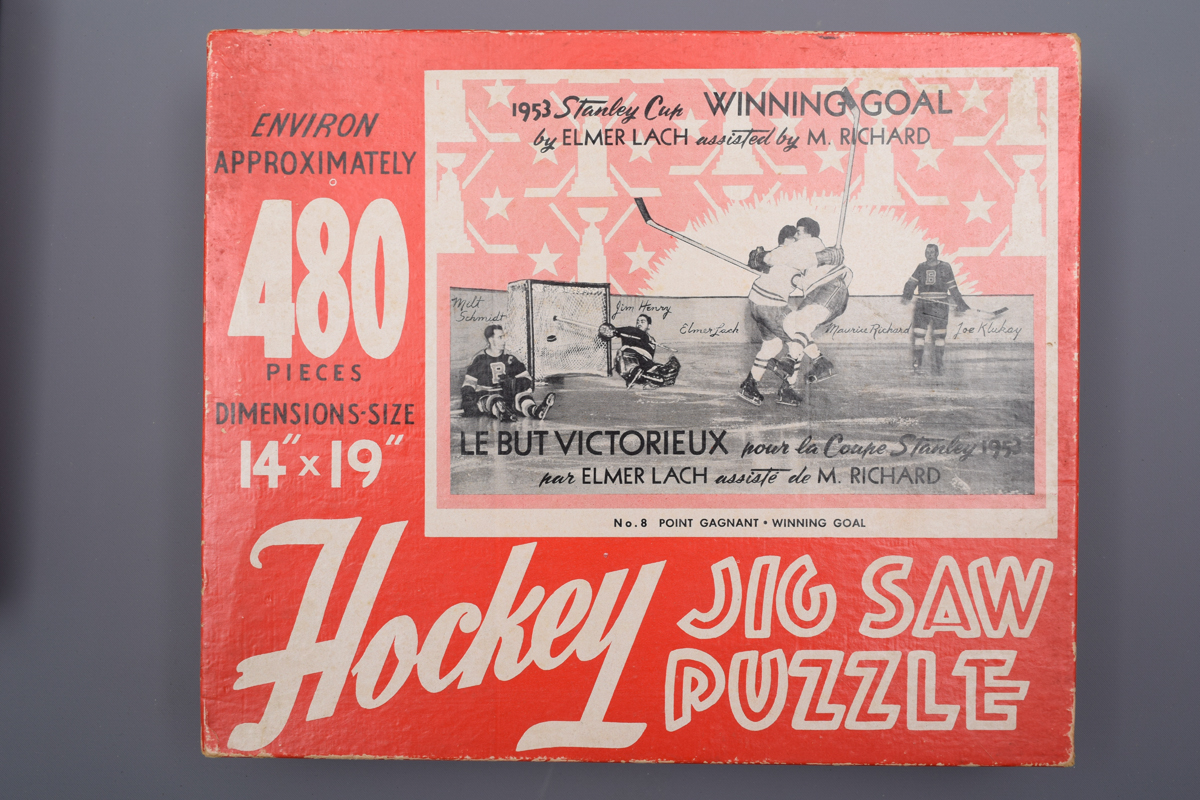 ENVIRON
APPROXIMATELY
480
PIECES
DIMENSIONS-SIZE
14" x 19"
1953 Stanley Cup WINNING GOAL
by ELMER LACH assisted by M. RICHARD
Milt
Schmidt
Jim Henry
Elmer Lach
Maurice Richard
Joe Klukay
B
B
LE BUT VICTORIEUX pour la Coupe Stanley 1953
par ELMER LACH assisté de M. RICHARD
No. 8 POINT GAGNANT • WINNING GOAL
Hockey
JIG SAW
PUZZLE